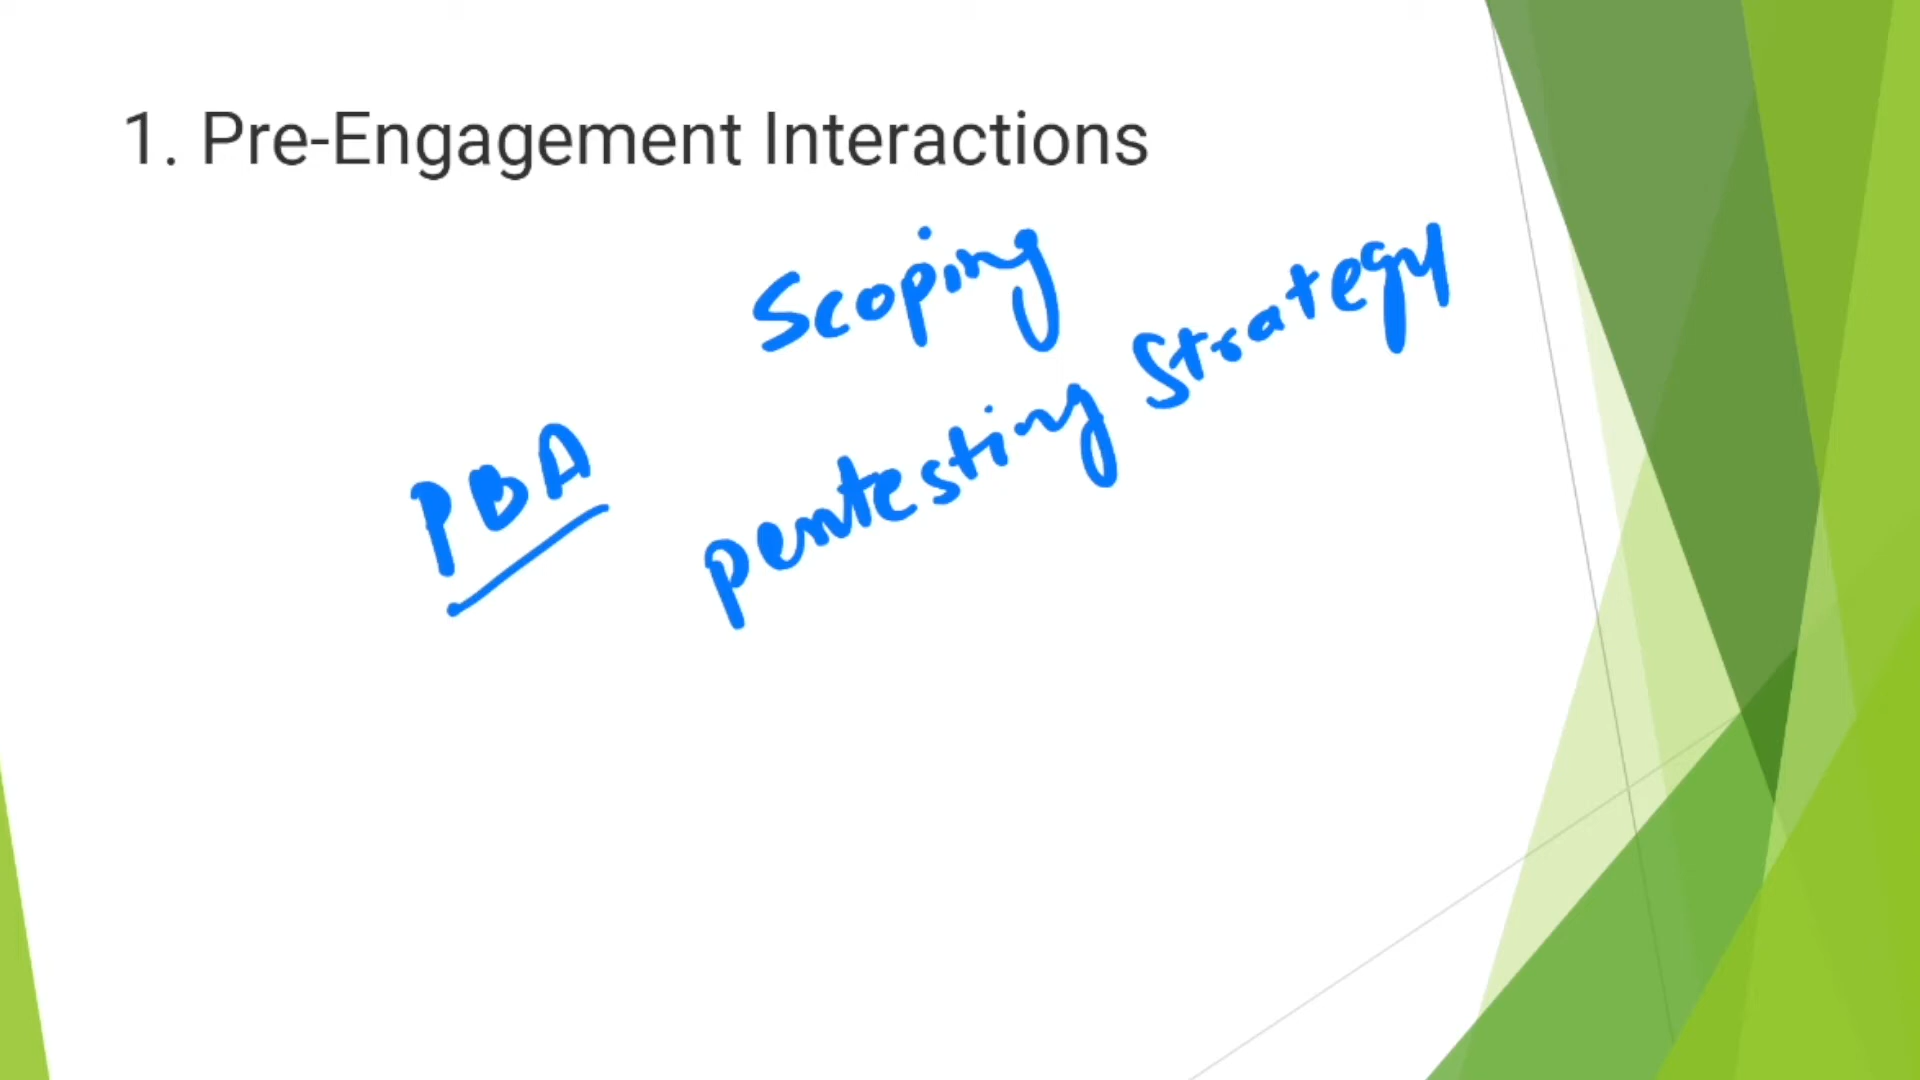 1. Pre-Engagement Interactions
Scoping
PBA
pentesting Strategy